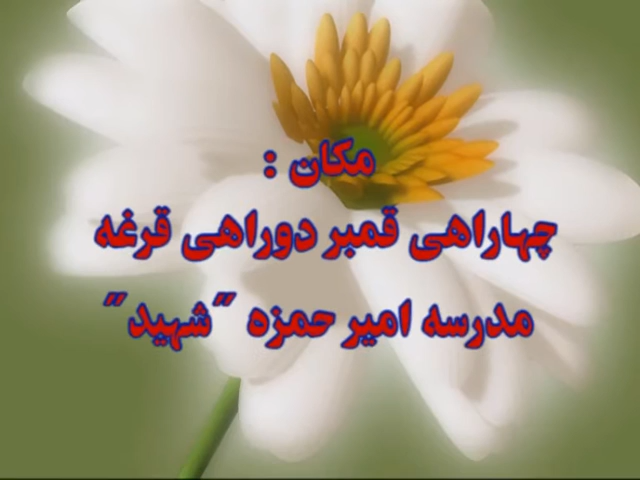 مکان :
چهاراهی قمبر دوراهی قرغه
مدرسه امیر حمزه "شهید"